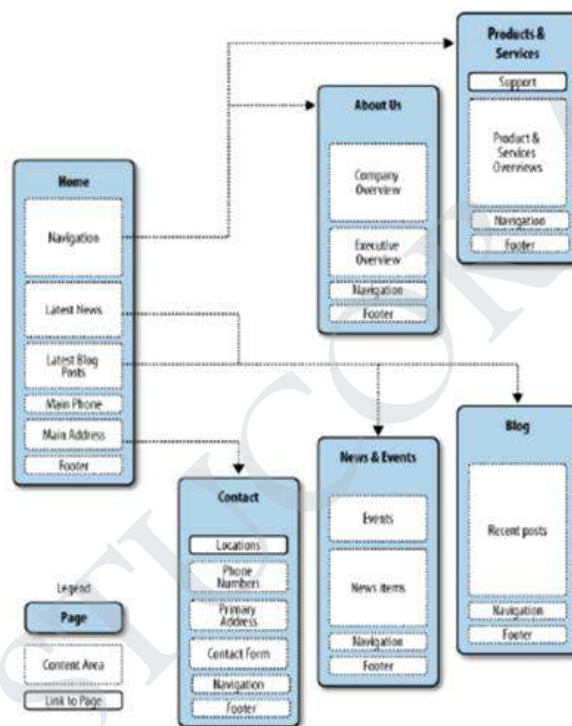 Products &
Services
Support
Product &
Services
Overviews
Navigation
Footer
About Us
Company
Overview
Executive
Overview
Navigation
Footer
Home
Navigation
Latest News
Latest Blog
Posts
Main Phone
Main Address
Footer
Contact
Locations
Phone
Numbers
Primary
Address
Contact Form
Navigation
Footer
News & Events
Events
News items
Navigation
Footer
Blog
Recent posts
Navigation
Footer
Legend
Page
Content Area
Link to Page